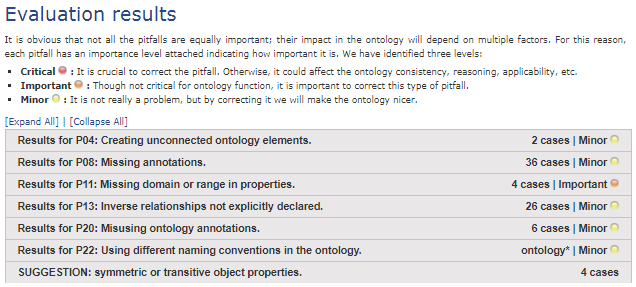 Evaluation results
It is obvious that not all the pitfalls are equally important; their impact in the ontology will depend on multiple factors. For this reason,
each pitfall has an importance level attached indicating how important it is. We have identified three levels:
Critical : It is crucial to correct the pitfall. Otherwise, it could affect the ontology consistency, reasoning, applicability, etc.
Important : Though not critical for ontology function, it is important to correct this type of pitfall.
Minor : It is not really a problem, but by correcting it we will make the ontology nicer.
[Expand All] | [Collapse All]
Results for P04: Creating unconnected ontology elements. 2 cases | Minor
Results for P08: Missing annotations. 36 cases | Minor
Results for P11: Missing domain or range in properties. 4 cases | Important
Results for P13: Inverse relationships not explicitly declared. 26 cases | Minor
Results for P20: Misusing ontology annotations. 6 cases | Minor
Results for P22: Using different naming conventions in the ontology. ontology* | Minor
SUGGESTION: symmetric or transitive object properties. 4 cases